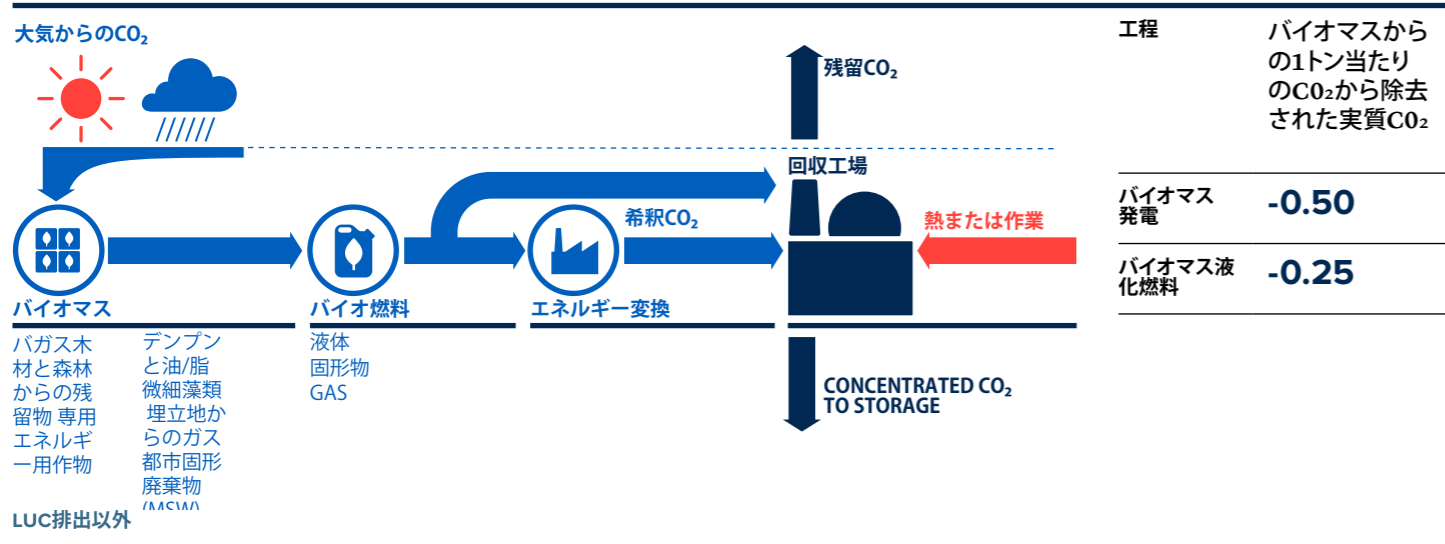 大気からのCO₂
残留CO₂
回収工場
希釈CO₂
熱または作業
バイオマス
バイオ燃料
エネルギー変換
バガス木
材と森林
からの残
留物 専用
エネルギ
ー用作物
デンプン
と油/脂
微細藻類
埋立地か
らのガス
都市固形
廃棄物
(MSW)
液体
固形物
GAS
CONCENTRATED CO₂
TO STORAGE
LUC排出以外
工程
バイオマスから
の1トン当たり
のC0₂から除去
された実質C0₂
バイオマス
発電
-0.50
バイオマス液
化燃料
-0.25